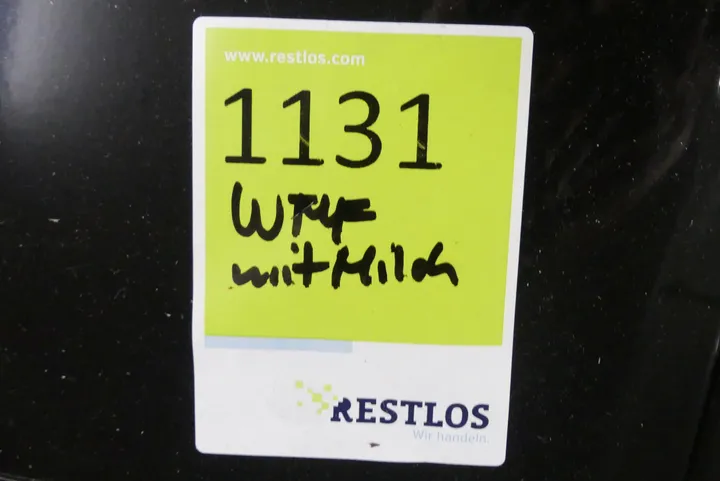 www.restlos.com
1131
WMF
mit Milch
RESTLOS
Wir handeln.